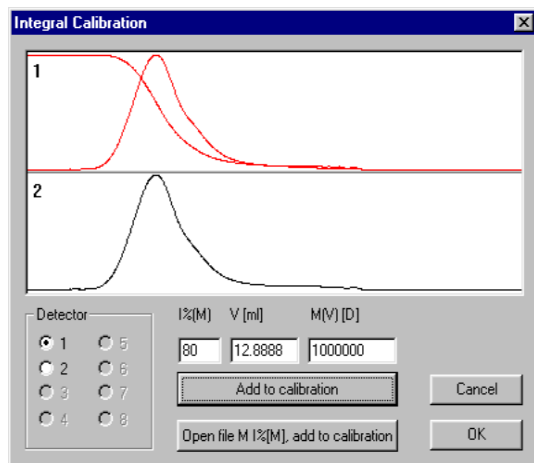 Integral Calibration
1
2
Detector
1 5
2 6
3 7
4 8
I%(M) V [ml] M(V) [D]
80 12.8888 1000000
Add to calibration
Cancel
Open file M I%[M], add to calibration
OK